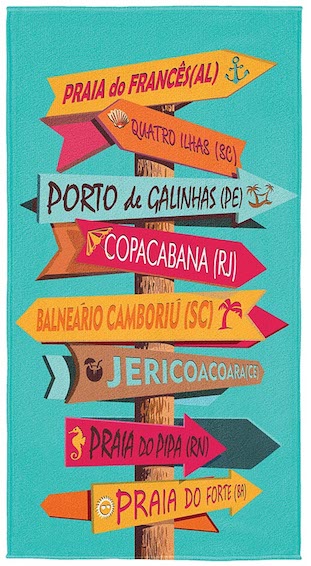 PRAIA do FRANCÊS(AL)
QUATRO ILHAS (SC)
PORTO de GALINHAS (PE)
COPACABANA (RJ)
BALNEÁRIO CAMBORIÚ (SC)
JERICOACOARA(CE)
PRAIA DO PIPA (RN)
PRAIA DO FORTE (BA)